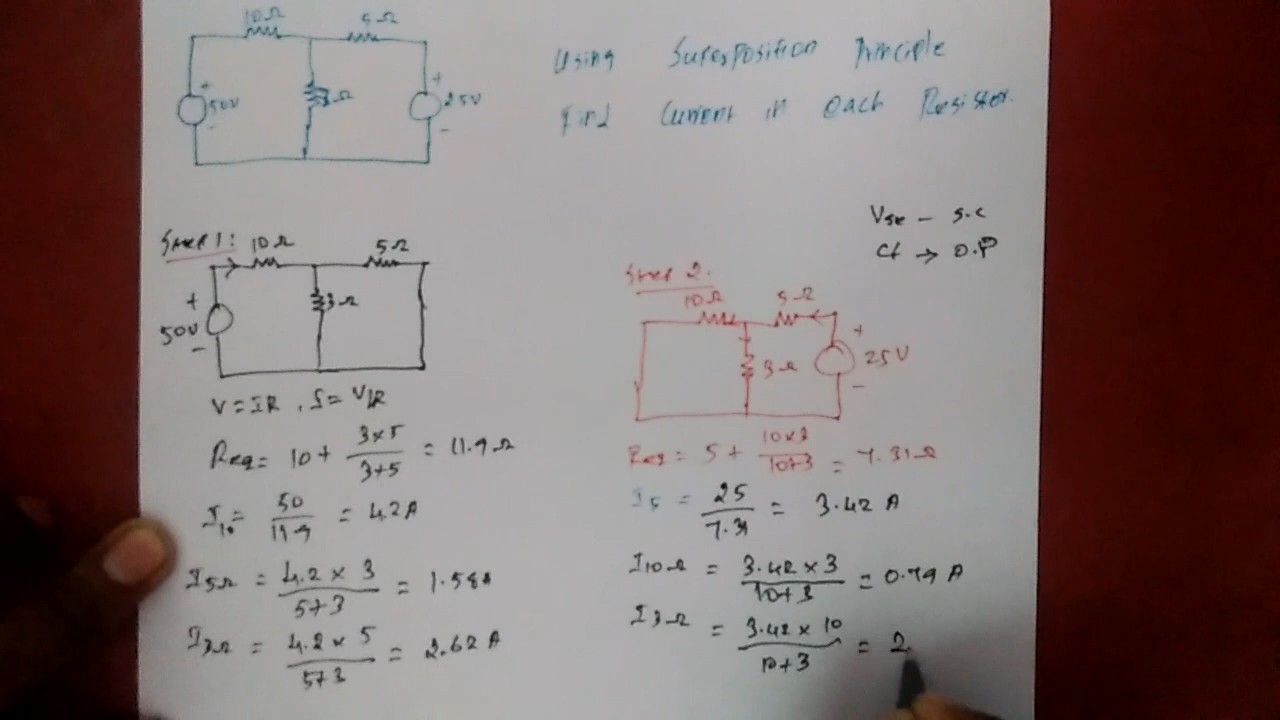 10Ω 5Ω
50V 3Ω 25V
Using Superposition Principle
Find Current in each Resistor.
Step 1:
10Ω 5Ω
+ 50V - 3Ω
V = IR , I = V/R
Req = 10 + 3×5/3+5 = 11.9Ω
I10 = 50/11.9 = 4.2A
I5Ω = 4.2 × 3/5+3 = 1.58A
I3Ω = 4.2 × 5/5+3 = 2.62 A
- S.C
→ O.P
Step 2.
10Ω 5Ω
3Ω + 25V -
Req = 5 + 10×3/10+3 = 7.31Ω
I5 = 25/7.31 = 3.42 A
I10Ω = 3.42 × 3/10+3 = 0.79 A
I3Ω = 3.42 × 10/10+3 = 2